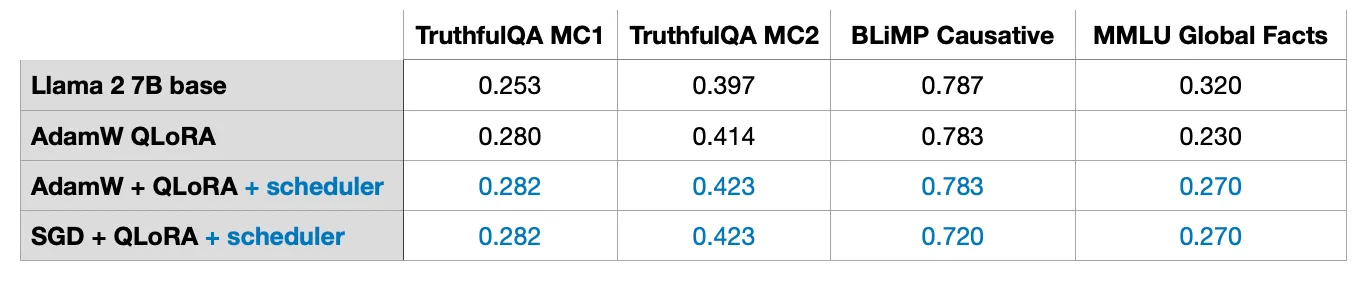 TruthfulQA MC1 TruthfulQA MC2 BLiMP Causative MMLU Global Facts
Llama 2 7B base 0.253 0.397 0.787 0.320
AdamW QLoRA 0.280 0.414 0.783 0.230
AdamW + QLoRA + scheduler 0.282 0.423 0.783 0.270
SGD + QLoRA + scheduler 0.282 0.423 0.720 0.270